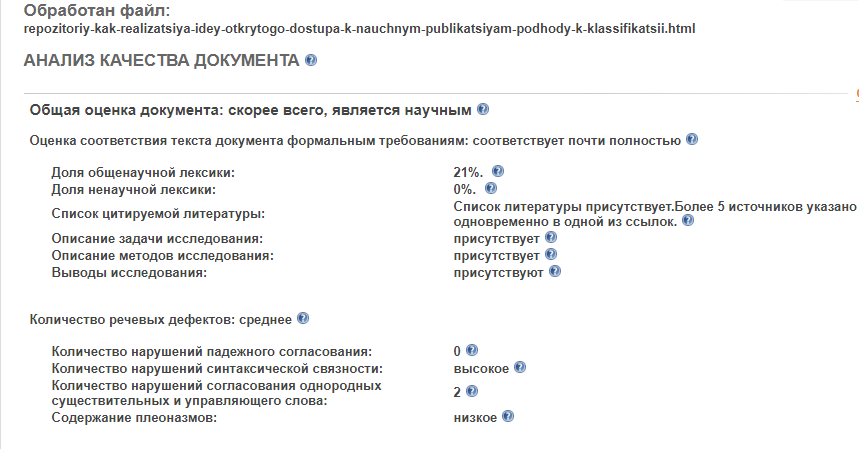 Обработан файл:
repozitoriy-kak-realizatsiya-idey-otkrytogo-dostupa-k-nauchnym-publikatsiyam-podhody-k-klassifikatsii.html
АНАЛИЗ КАЧЕСТВА ДОКУМЕНТА
Общая оценка документа: скорее всего, является научным
Оценка соответствия текста документа формальным требованиям: соответствует почти полностью
Доля общенаучной лексики: 21%.
Доля ненаучной лексики: 0%.
Список цитируемой литературы: Список литературы присутствует.Более 5 источников указано
одновременно в одной из ссылок.
Описание задачи исследования: присутствует
Описание методов исследования: присутствует
Выводы исследования: присутствуют
Количество речевых дефектов: среднее
Количество нарушений падежного согласования: 0
Количество нарушений синтаксической связности: высокое
Количество нарушений согласования однородных
существительных и управляющего слова: 2
Содержание плеоназмов: низкое